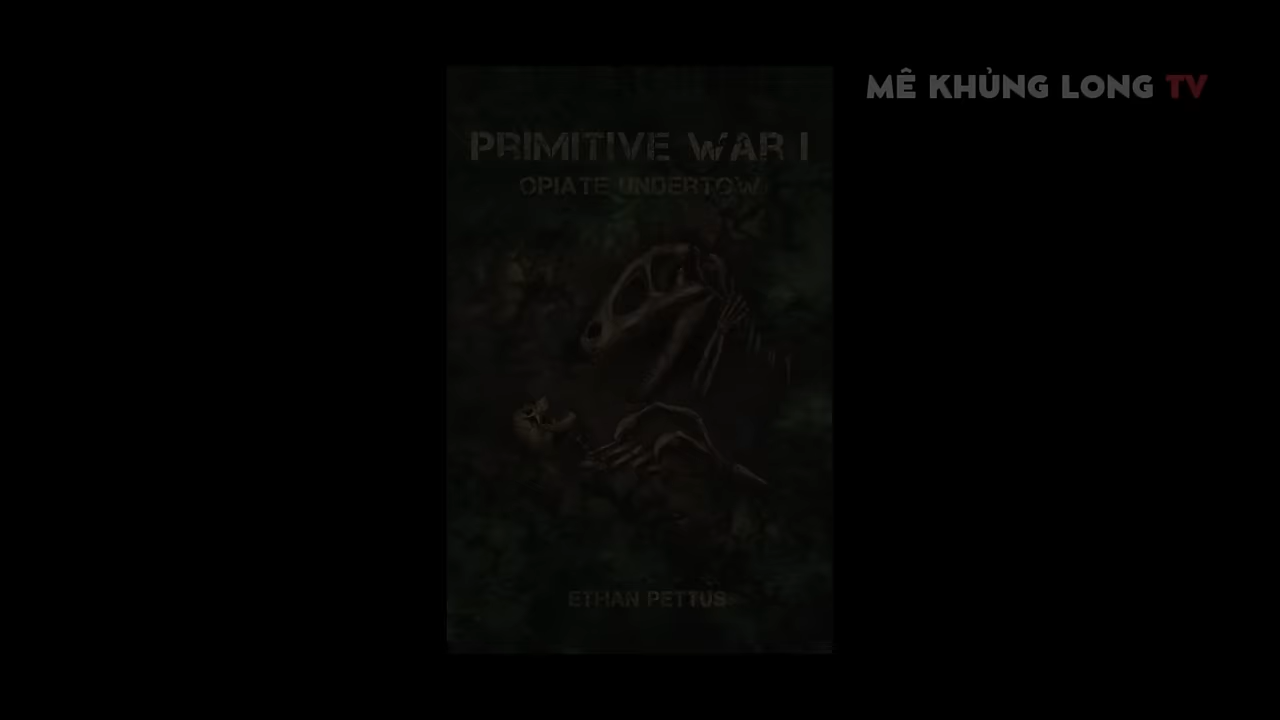 MÊ KHỦNG LONG TV
PRIMITIVE WAR I
OPIATE UNDERTOW
ETHAN PETTUS